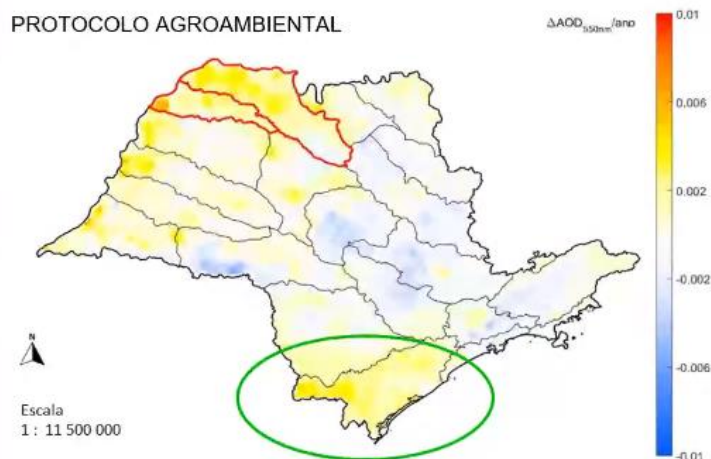 PROTOCOLO AGROAMBIENTAL
ΔAOD550nm/ano
0.01
0.006
0.002
-0.002
-0.006
-0.01
N
Escala
1 : 11 500 000